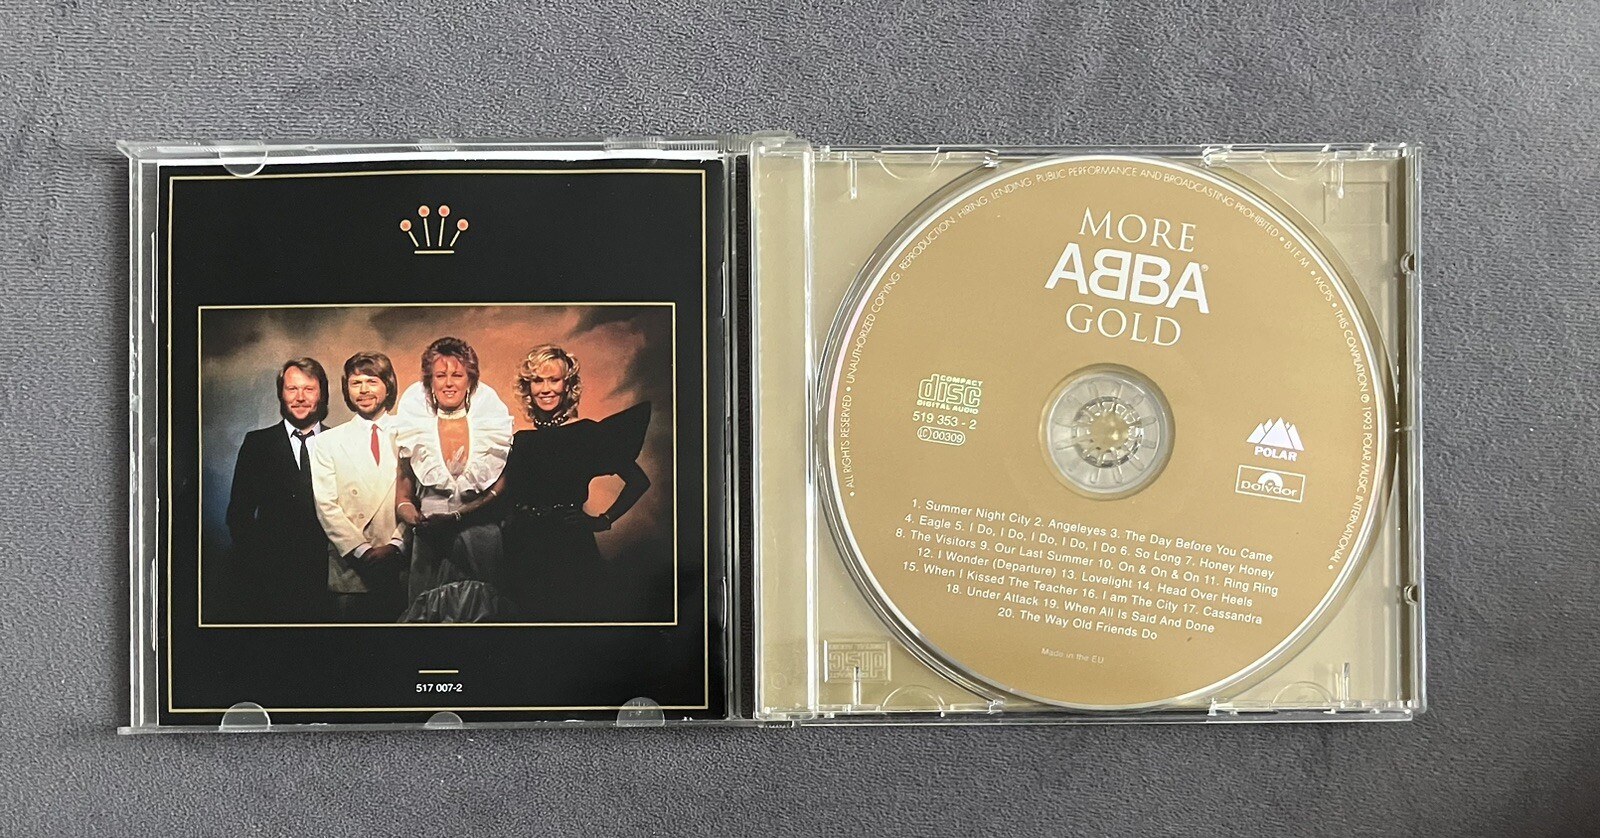 517 007-2
• ALL RIGHTS RESERVED • UNAUTHORIZED COPYING, REPRODUCTION, HIRING, LENDING, PUBLIC PERFORMANCE AND BROADCASTING PROHIBITED • B.I.E.M. • MCPS • THIS COMPILATION ℗ 1993 POLAR MUSIC INTERNATIONAL •
MORE
AᗺBA®
GOLD
COMPACT
disc
DIGITAL AUDIO
519 353 - 2
LC 00309
POLAR
Polydor
1. Summer Night City 2. Angeleyes 3. The Day Before You Came
4. Eagle 5. I Do, I Do, I Do, I Do, I Do 6. So Long 7. Honey Honey
8. The Visitors 9. Our Last Summer 10. On & On & On 11. Ring Ring
12. I Wonder (Departure) 13. Lovelight 14. Head Over Heels
15. When I Kissed The Teacher 16. I am The City 17. Cassandra
18. Under Attack 19. When All Is Said And Done
20. The Way Old Friends Do
Made in the EU